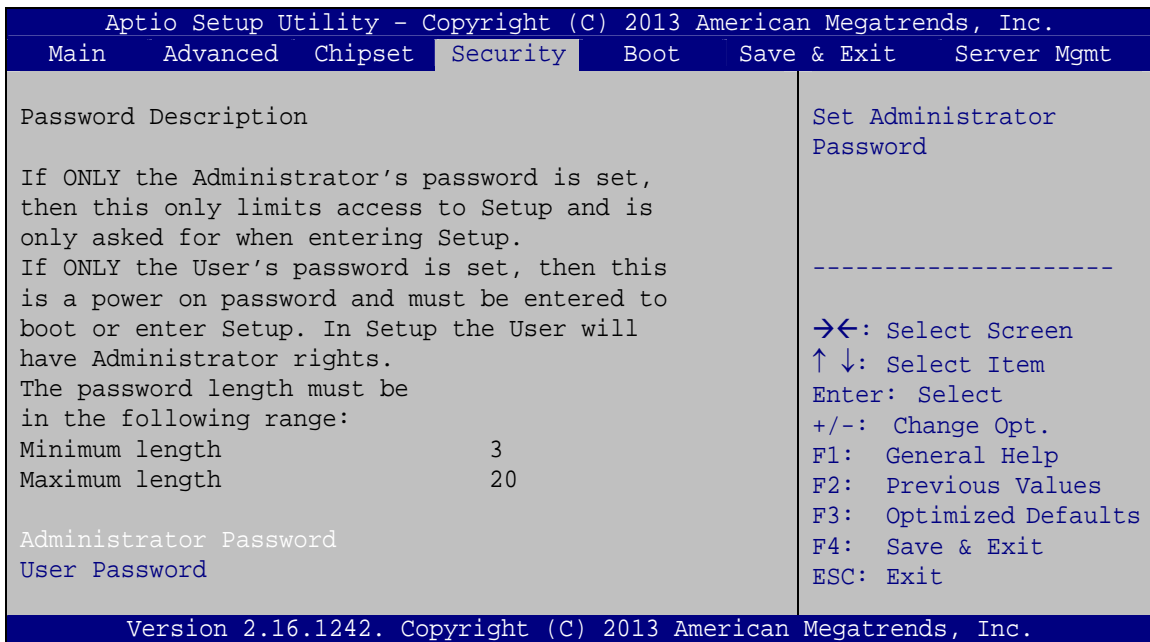 Aptio Setup Utility – Copyright (C) 2013 American Megatrends, Inc.
Main Advanced Chipset Security Boot Save & Exit Server Mgmt
Password Description
If ONLY the Administrator's password is set,
then this only limits access to Setup and is
only asked for when entering Setup.
If ONLY the User's password is set, then this
is a power on password and must be entered to
boot or enter Setup. In Setup the User will
have Administrator rights.
The password length must be
in the following range:
Minimum length 3
Maximum length 20
Administrator Password
User Password
Set Administrator
Password
---------------------
→←: Select Screen
↑ ↓: Select Item
Enter: Select
+/-: Change Opt.
F1: General Help
F2: Previous Values
F3: Optimized Defaults
F4: Save & Exit
ESC: Exit
Version 2.16.1242. Copyright (C) 2013 American Megatrends, Inc.